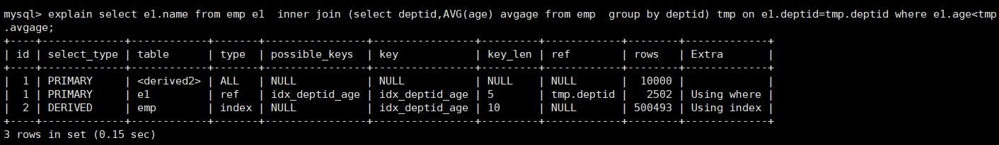 mysql> explain select e1.name from emp e1  inner join (select deptid,AVG(age) avgage from emp  group by deptid) tmp on e1.deptid=tmp.deptid where e1.age<tmp
.avgage;
+----+-------------+------------+-------+----------------+----------------+---------+------------+--------+-------------+
| id | select_type | table      | type  | possible_keys  | key            | key_len | ref        | rows   | Extra       |
+----+-------------+------------+-------+----------------+----------------+---------+------------+--------+-------------+
|  1 | PRIMARY     | <derived2> | ALL   | NULL           | NULL           | NULL    | NULL       |  10000 |             |
|  1 | PRIMARY     | e1         | ref   | idx_deptid_age | idx_deptid_age | 5       | tmp.deptid |   2502 | Using where |
|  2 | DERIVED     | emp        | index | NULL           | idx_deptid_age | 10      | NULL       | 500493 | Using index |
+----+-------------+------------+-------+----------------+----------------+---------+------------+--------+-------------+
3 rows in set (0.15 sec)